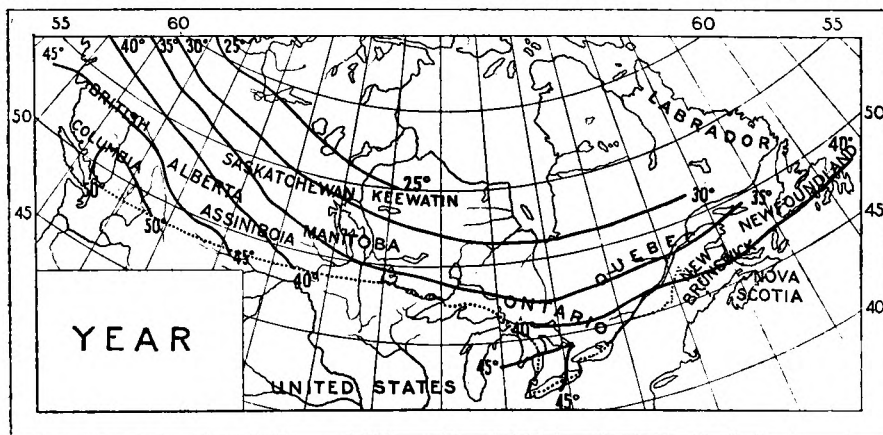 55
60
60
55
45°
40°
35°
30°
25°
50
50
45
45
40
40
BRITISH
COLUMBIA
ALBERTA
SASKATCHEWAN
ASSINIBOIA
MANITOBA
KEEWATIN
LABRADOR
QUEBEC
ONTARIO
NEW
BRUNSWICK
NEWFOUNDLAND
NOVA
SCOTIA
25°
30°
35°
40°
50°
50°
45°
40°
40°
45°
45°
YEAR
UNITED STATES